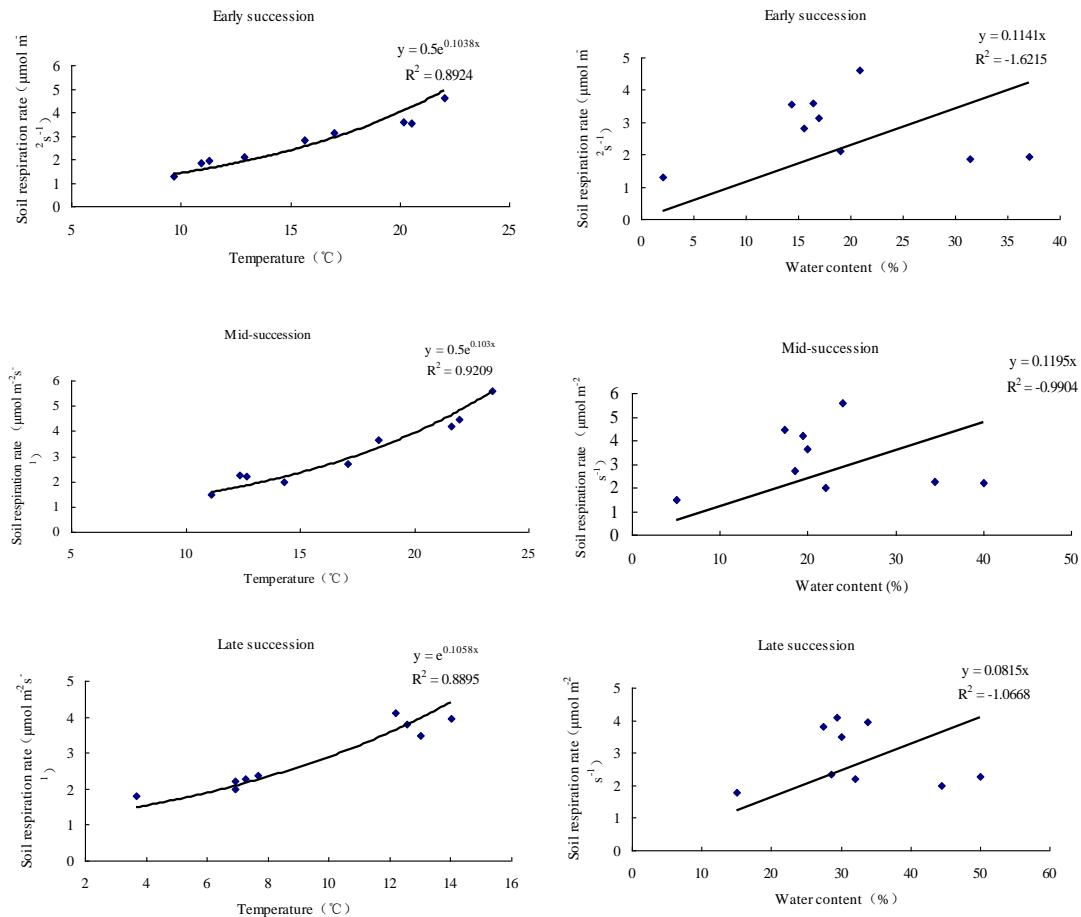 Early succession
y = 0.5e^0.1038x
R² = 0.8924
Soil respiration rate（μmol m⁻
²s⁻¹）
6
5
4
3
2
1
0
5 10 15 20 25
Temperature（℃）
Early succession
y = 0.1141x
R² = -1.6215
Soil respiration rate（μmol m⁻
²s⁻¹）
5
4
3
2
1
0
0 5 10 15 20 25 30 35 40
Water content（%）
Mid-succession
y = 0.5e^0.103x
R² = 0.9209
Soil respiration rate（μmol m⁻²s⁻
¹）
6
5
4
3
2
1
0
5 10 15 20 25
Temperature（℃）
Mid-succession
y = 0.1195x
R² = -0.9904
Soil respiration rate（μmol m⁻²
s⁻¹）
6
5
4
3
2
1
0
0 10 20 30 40 50
Water content (%)
Late succession
y = e^0.1058x
R² = 0.8895
Soil respiration rate（μmol m⁻²s⁻
¹）
5
4
3
2
1
0
2 4 6 8 10 12 14 16
Temperature（℃）
Late succession
y = 0.0815x
R² = -1.0668
Soil respiration rate（μmol m⁻²
s⁻¹）
5
4
3
2
1
0
0 10 20 30 40 50 60
Water content（%）